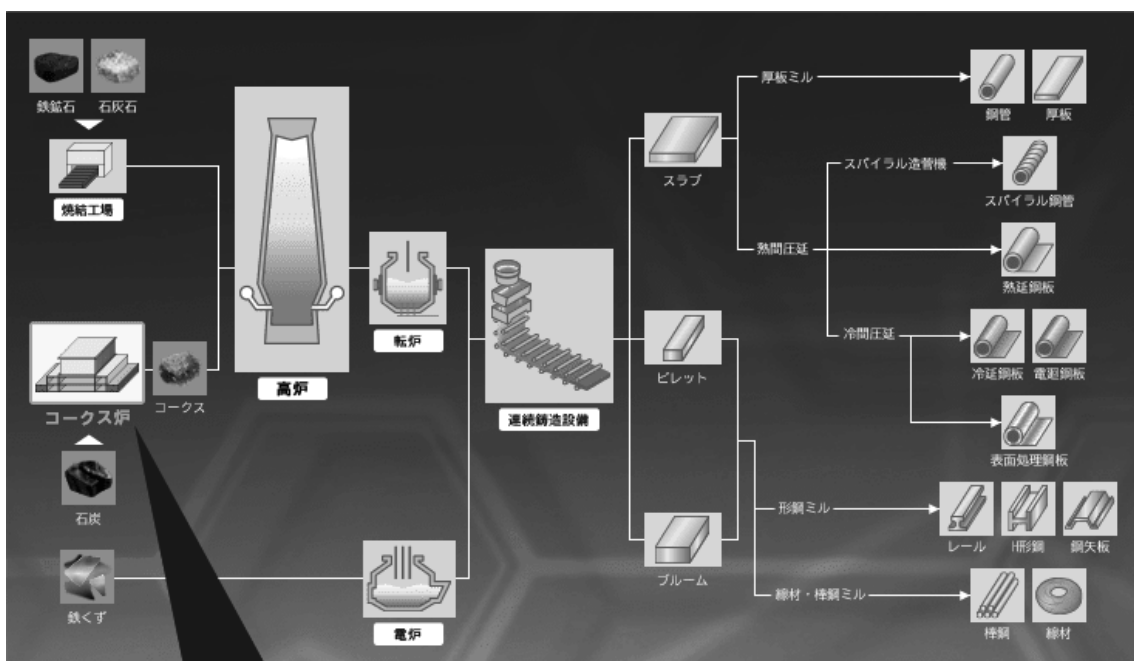 鉄鉱石 石灰石
焼結工場
コークス炉
コークス
石炭
鉄くず
高炉
転炉
電炉
連続鋳造設備
スラブ
ビレット
ブルーム
厚板ミル
鋼管 厚板
スパイラル造管機
スパイラル鋼管
熱間圧延
熱延鋼板
冷間圧延
冷延鋼板 電磁鋼板
表面処理鋼板
形鋼ミル
レール H形鋼 鋼矢板
線材・棒鋼ミル
棒鋼 線材